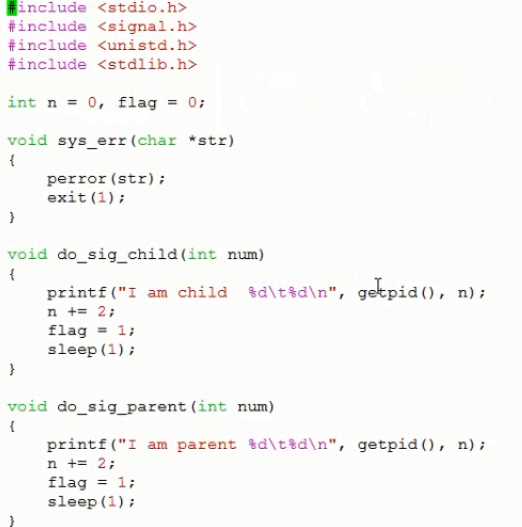 #include <stdio.h>
#include <signal.h>
#include <unistd.h>
#include <stdlib.h>
int n = 0, flag = 0;
void sys_err(char *str)
{
    perror(str);
    exit(1);
}
void do_sig_child(int num)
{
    printf("I am child  %d\t%d\n", getpid(), n);
    n += 2;
    flag = 1;
    sleep(1);
}
void do_sig_parent(int num)
{
    printf("I am parent %d\t%d\n", getpid(), n);
    n += 2;
    flag = 1;
    sleep(1);
}